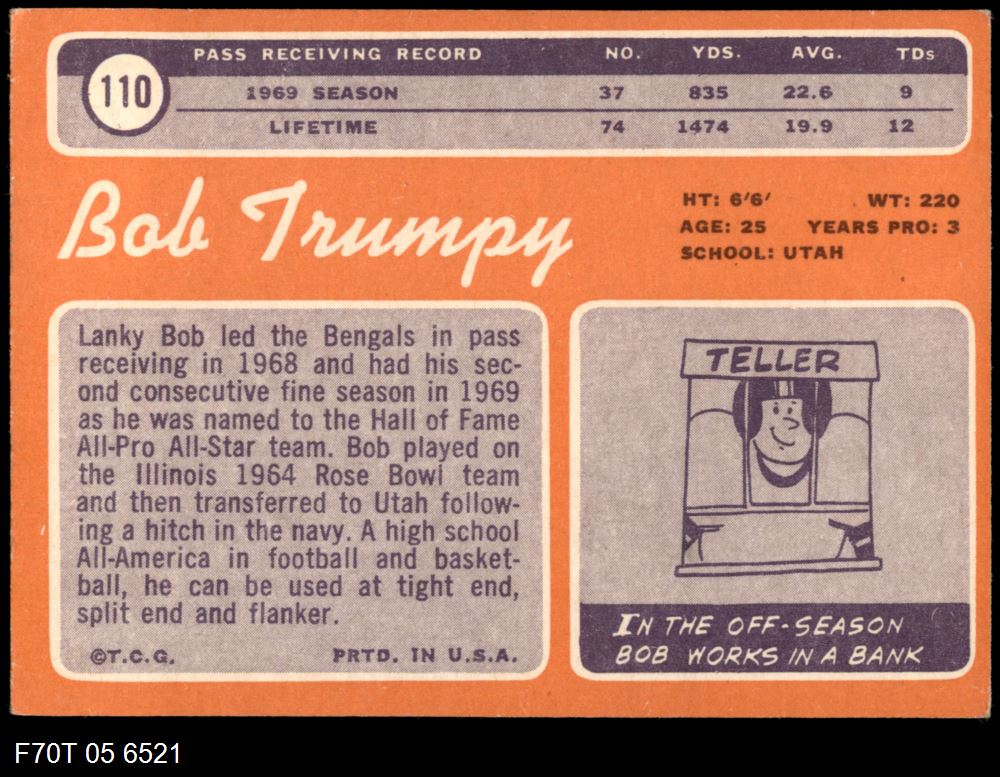 110
PASS RECEIVING RECORD NO. YDS. AVG. TDs
1969 SEASON 37 835 22.6 9
LIFETIME 74 1474 19.9 12
Bob Trumpy
HT: 6'6' WT: 220
AGE: 25 YEARS PRO: 3
SCHOOL: UTAH
Lanky Bob led the Bengals in pass
receiving in 1968 and had his sec-
ond consecutive fine season in 1969
as he was named to the Hall of Fame
All-Pro All-Star team. Bob played on
the Illinois 1964 Rose Bowl team
and then transferred to Utah follow-
ing a hitch in the navy. A high school
All-America in football and basket-
ball, he can be used at tight end,
split end and flanker.
©T.C.G. PRTD. IN U.S.A.
TELLER
IN THE OFF-SEASON
BOB WORKS IN A BANK
F70T 05 6521